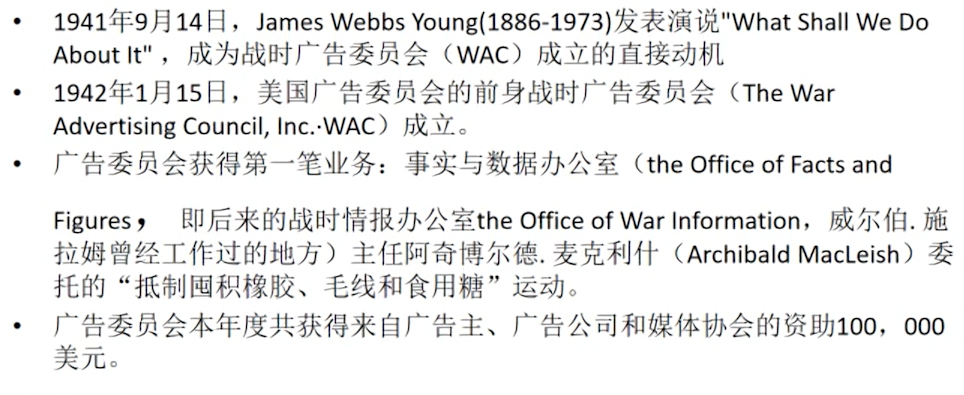 • 1941年9月14日，James Webbs Young(1886-1973)发表演说"What Shall We Do
About It"，成为战时广告委员会（WAC）成立的直接动机
• 1942年1月15日，美国广告委员会的前身战时广告委员会（The War
Advertising Council, Inc.·WAC）成立。
• 广告委员会获得第一笔业务：事实与数据办公室（the Office of Facts and
Figures， 即后来的战时情报办公室the Office of War Information，威尔伯. 施
拉姆曾经工作过的地方）主任阿奇博尔德. 麦克利什（Archibald MacLeish）委
托的“抵制囤积橡胶、毛线和食用糖”运动。
• 广告委员会本年度共获得来自广告主、广告公司和媒体协会的资助100，000
美元。